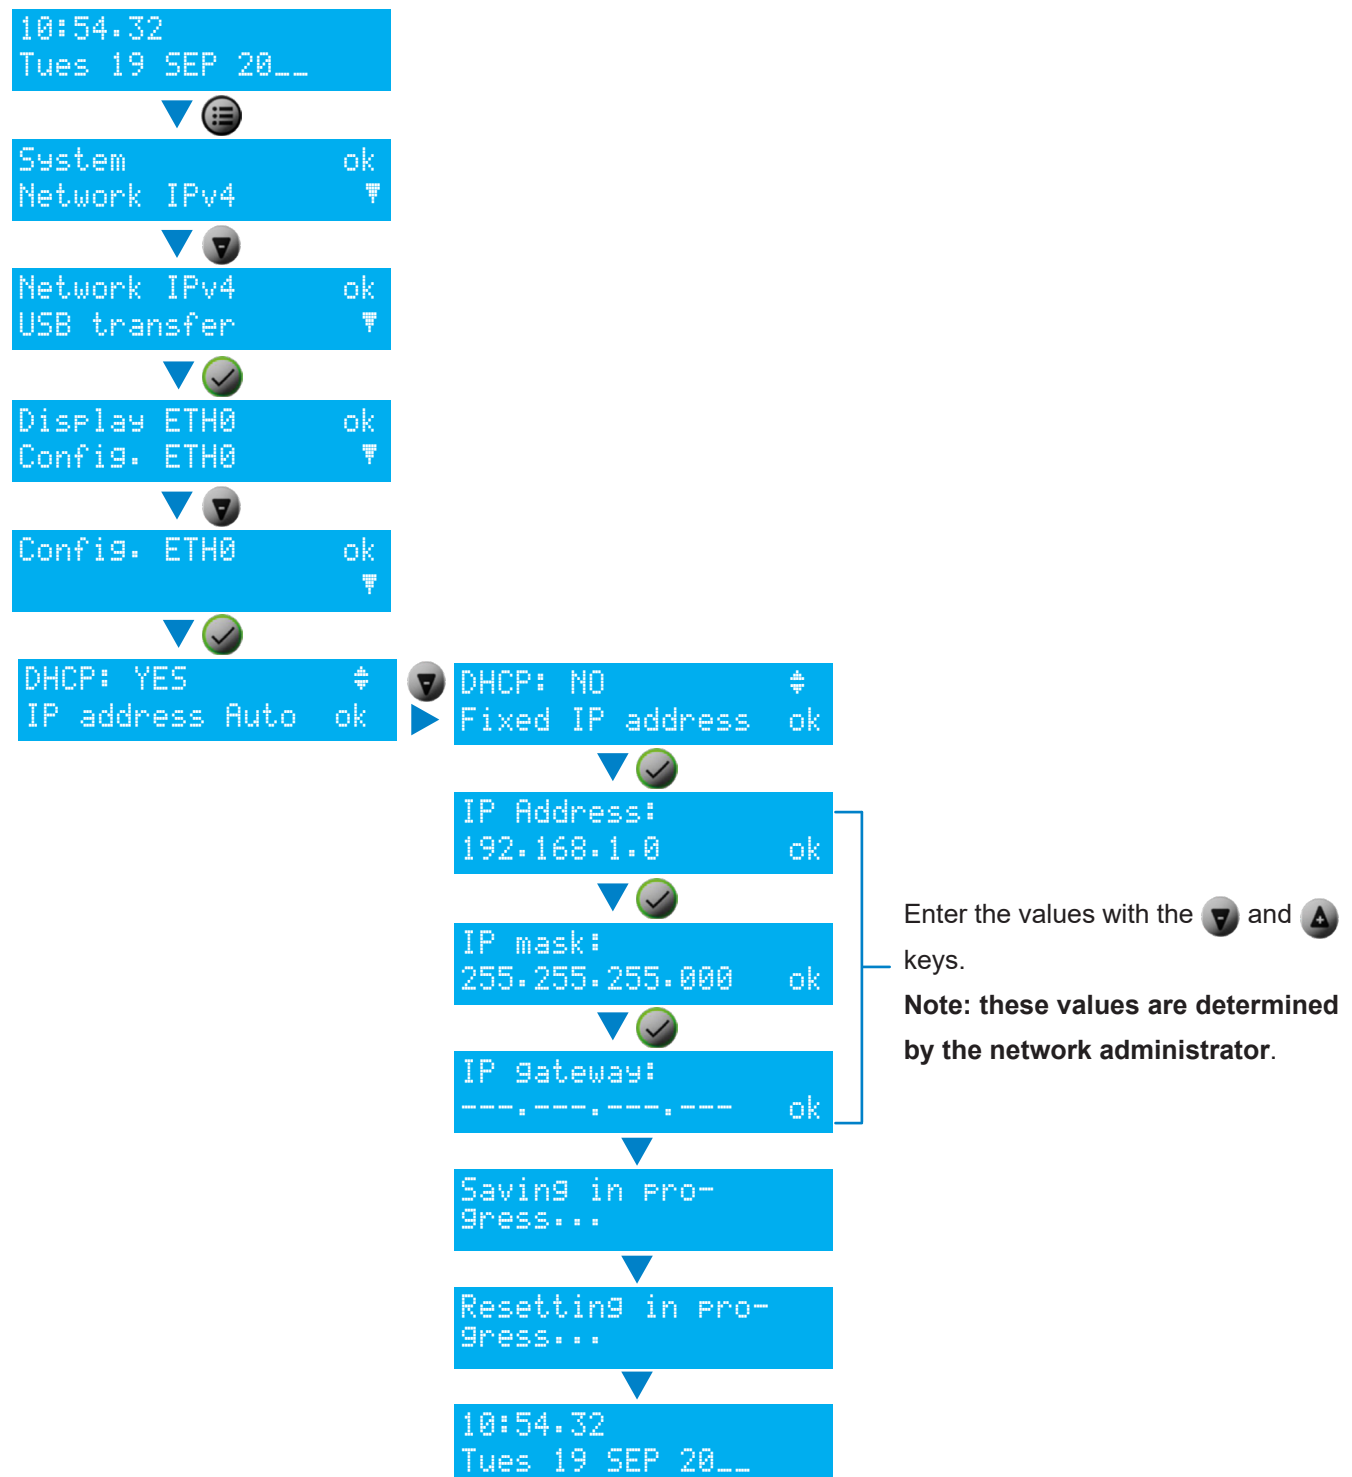 10:54.32
Tues 19 SEP 20__
System ok
Network IPv4
Network IPv4 ok
USB transfer
Display ETH0 ok
Config. ETH0
Config. ETH0 ok
DHCP: YES
IP address Auto ok
DHCP: NO
Fixed IP address ok
IP Address:
192.168.1.0 ok
IP mask:
255.255.255.000 ok
IP gateway:
---.---.---.--- ok
Enter the values with the and
keys.
Note: these values are determined
by the network administrator.
Saving in pro-
gress...
Resetting in pro-
gress...
10:54.32
Tues 19 SEP 20__